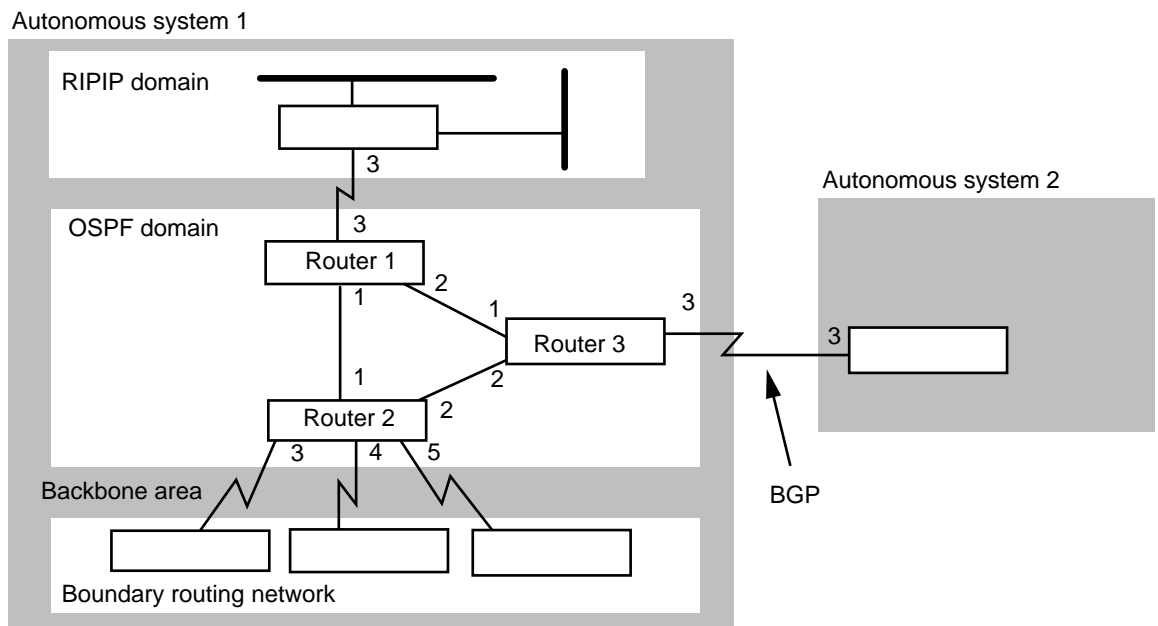 Autonomous system 1
RIPIP domain
3
Autonomous system 2
OSPF domain
3
Router 1
2
1
1
3
Router 3
3
1
2
Router 2
2
3
4
5
Backbone area
BGP
Boundary routing network